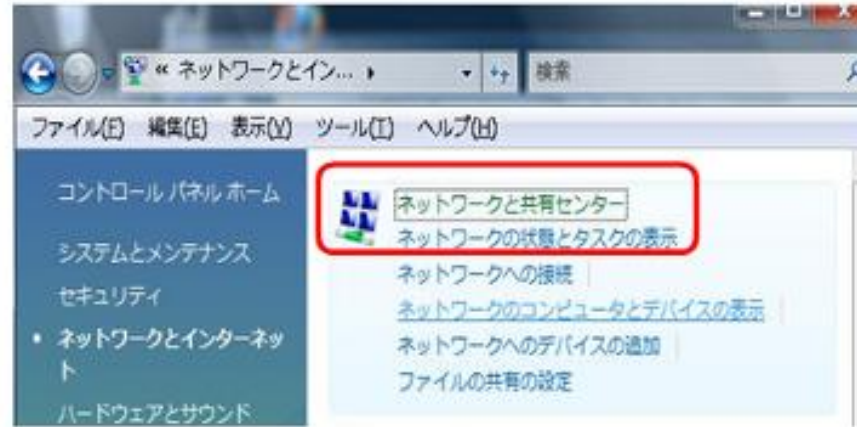 « ネットワークとイン...
検索
ファイル(F) 編集(E) 表示(V) ツール(T) ヘルプ(H)
コントロール パネル ホーム
システムとメンテナンス
セキュリティ
• ネットワークとインターネッ
ト
ハードウェアとサウンド
ネットワークと共有センター
ネットワークの状態とタスクの表示
ネットワークへの接続
ネットワークのコンピュータとデバイスの表示
ネットワークへのデバイスの追加
ファイルの共有の設定